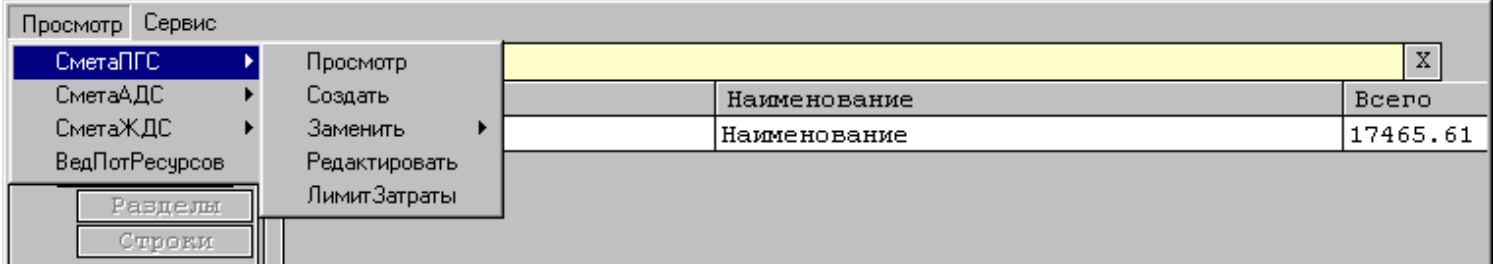 Просмотр Сервис
СметаПГС Просмотр X
СметаАДС Создать Наименование Всего
СметаЖДС Заменить Наименование 17465.61
ВедПотРесурсов Редактировать
ЛимитЗатраты
Разделы
Строки